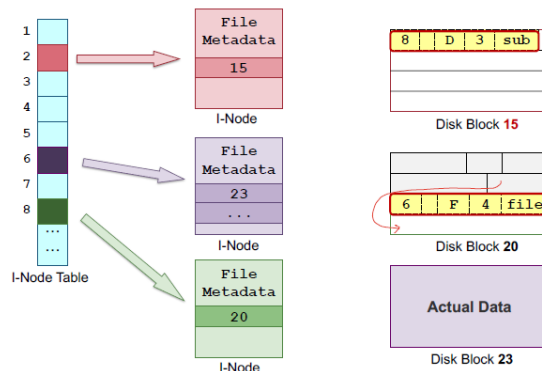 1
2
3
4
5
6
7
8
...
...
I-Node Table
File
Metadata
15
I-Node
File
Metadata
23
...
I-Node
File
Metadata
20
I-Node
8 D 3 sub
Disk Block 15
6 F 4 file
Disk Block 20
Actual Data
Disk Block 23